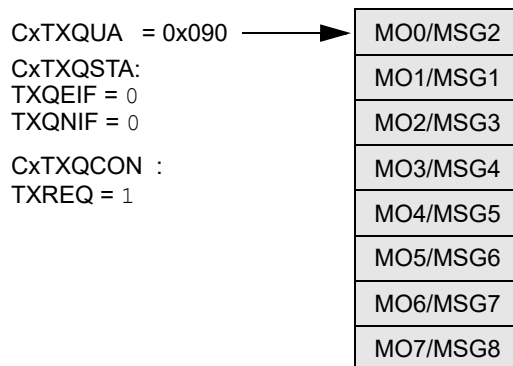 CxTXQUA = 0x090
CxTXQSTA:
TXQEIF = 0
TXQNIF = 0
CxTXQCON :
TXREQ = 1
MO0/MSG2
MO1/MSG1
MO2/MSG3
MO3/MSG4
MO4/MSG5
MO5/MSG6
MO6/MSG7
MO7/MSG8